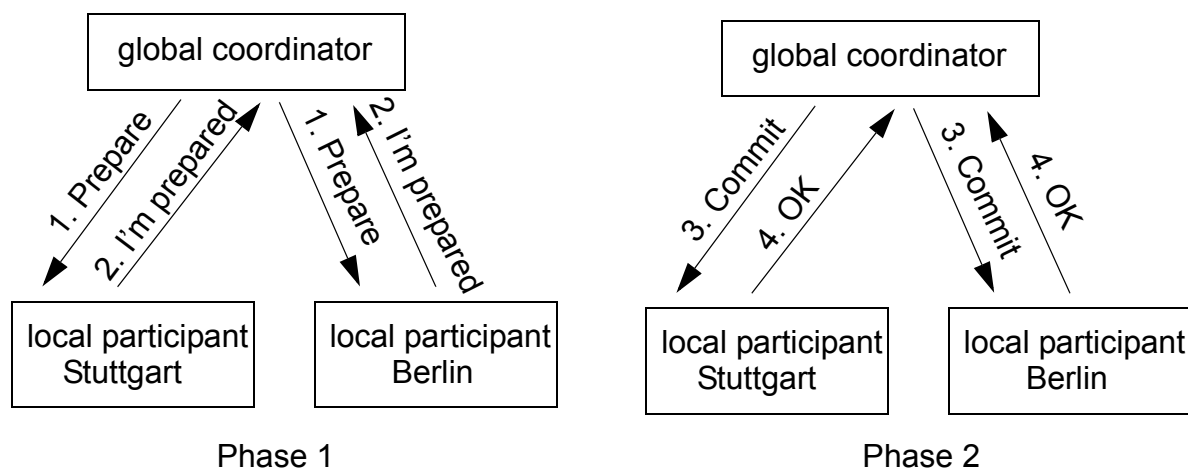 global coordinator
1. Prepare
2. I'm prepared
1. Prepare
2. I'm prepared
local participant
Stuttgart
local participant
Berlin
Phase 1
global coordinator
3. Commit
4. OK
3. Commit
4. OK
local participant
Stuttgart
local participant
Berlin
Phase 2